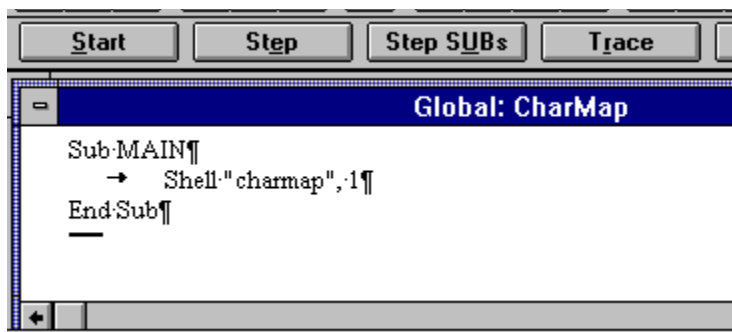 Start Step Step SUBs Trace
Global: CharMap
Sub·MAIN¶
→ Shell·"charmap",·1¶
End·Sub¶